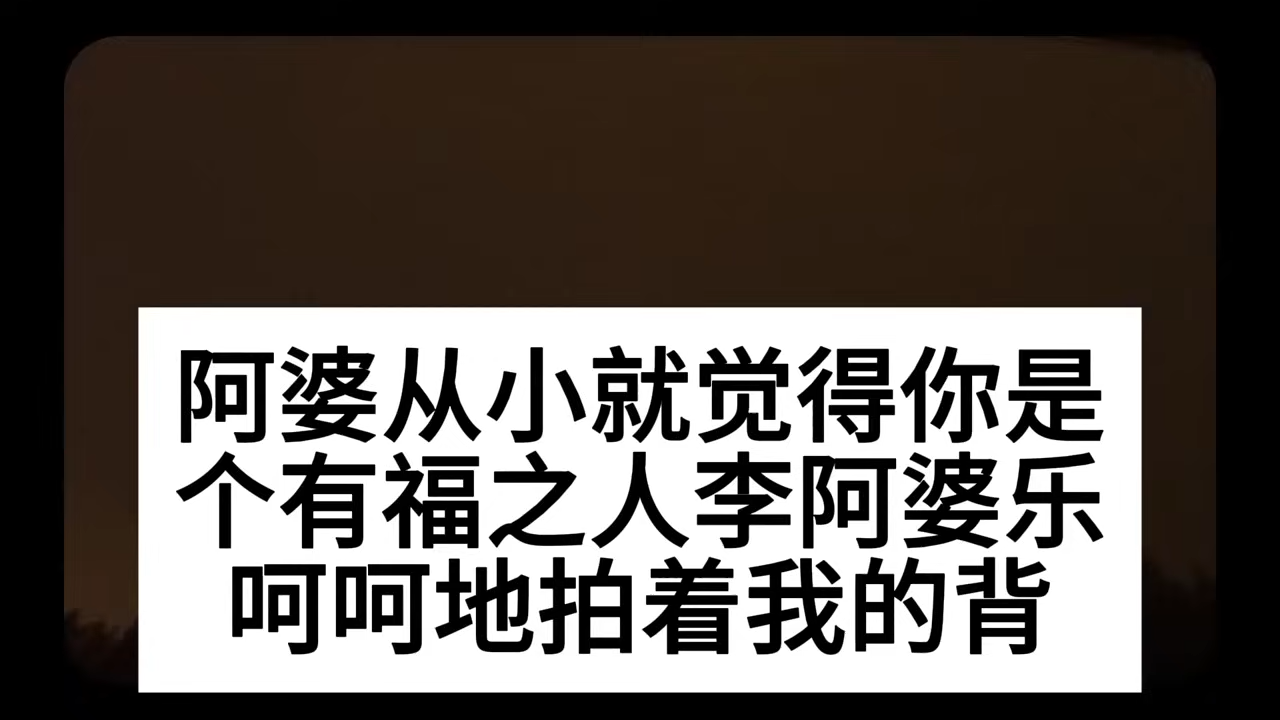 阿婆从小就觉得你是
个有福之人李阿婆乐
呵呵地拍着我的背